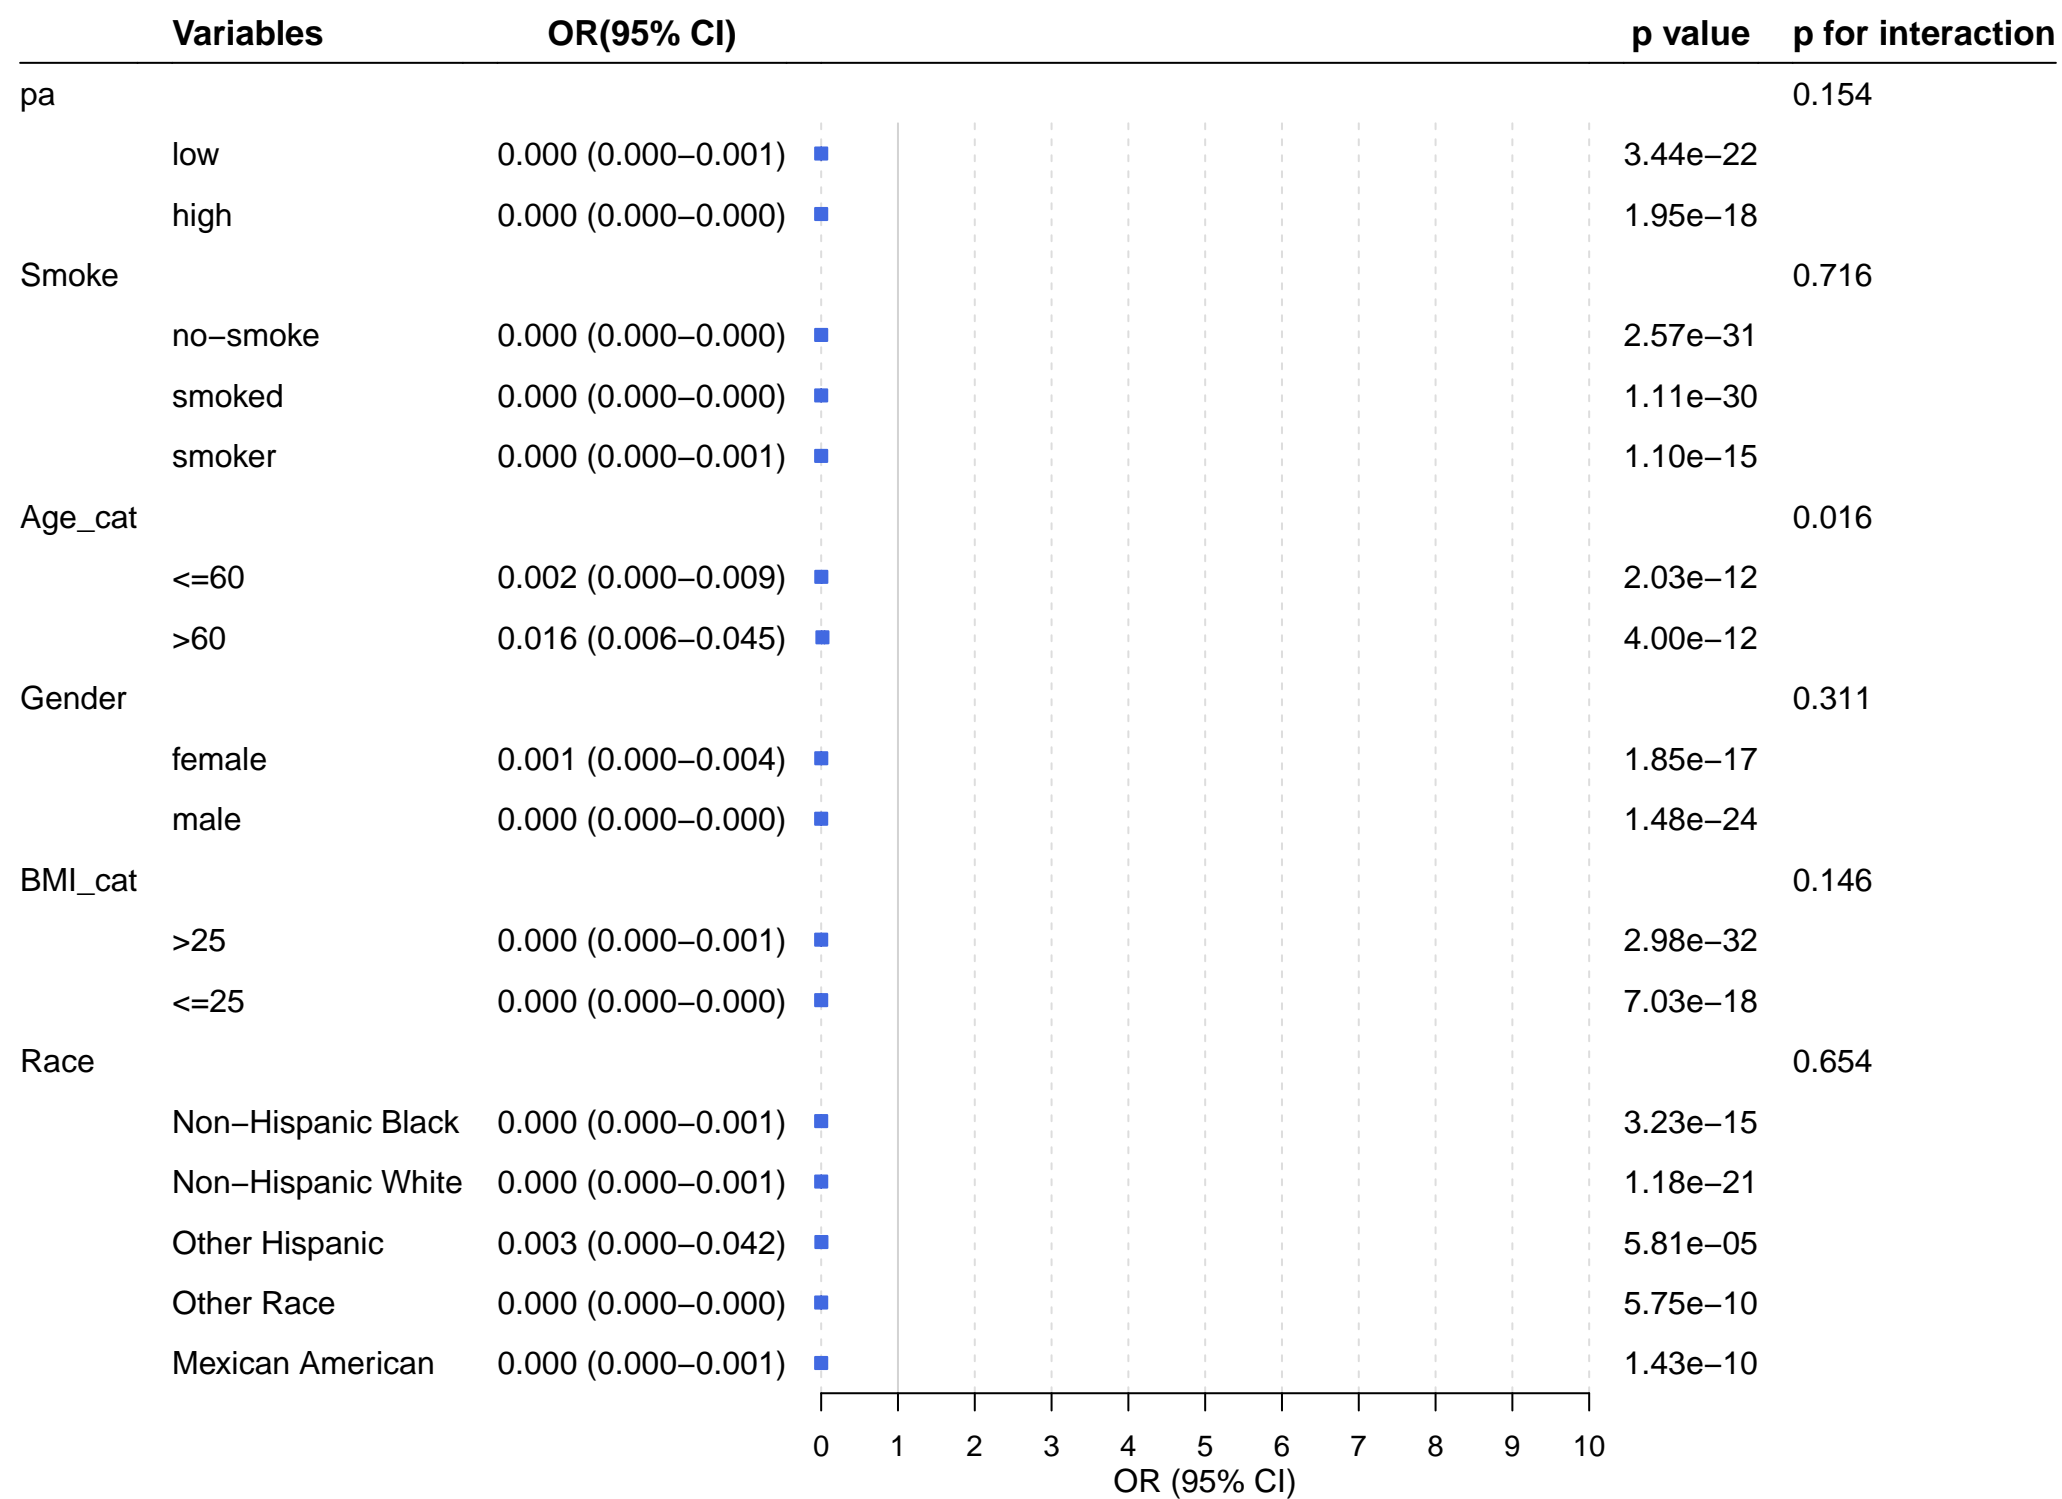 Variables OR(95% CI) p value p for interaction
pa 0.154
low 0.000 (0.000−0.001) 3.44e−22
high 0.000 (0.000−0.000) 1.95e−18
Smoke 0.716
no−smoke 0.000 (0.000−0.000) 2.57e−31
smoked 0.000 (0.000−0.000) 1.11e−30
smoker 0.000 (0.000−0.001) 1.10e−15
Age_cat 0.016
<=60 0.002 (0.000−0.009) 2.03e−12
>60 0.016 (0.006−0.045) 4.00e−12
Gender 0.311
female 0.001 (0.000−0.004) 1.85e−17
male 0.000 (0.000−0.000) 1.48e−24
BMI_cat 0.146
>25 0.000 (0.000−0.001) 2.98e−32
<=25 0.000 (0.000−0.000) 7.03e−18
Race 0.654
Non−Hispanic Black 0.000 (0.000−0.001) 3.23e−15
Non−Hispanic White 0.000 (0.000−0.001) 1.18e−21
Other Hispanic 0.003 (0.000−0.042) 5.81e−05
Other Race 0.000 (0.000−0.000) 5.75e−10
Mexican American 0.000 (0.000−0.001) 1.43e−10
0 1 2 3 4 5 6 7 8 9 10
OR (95% CI)